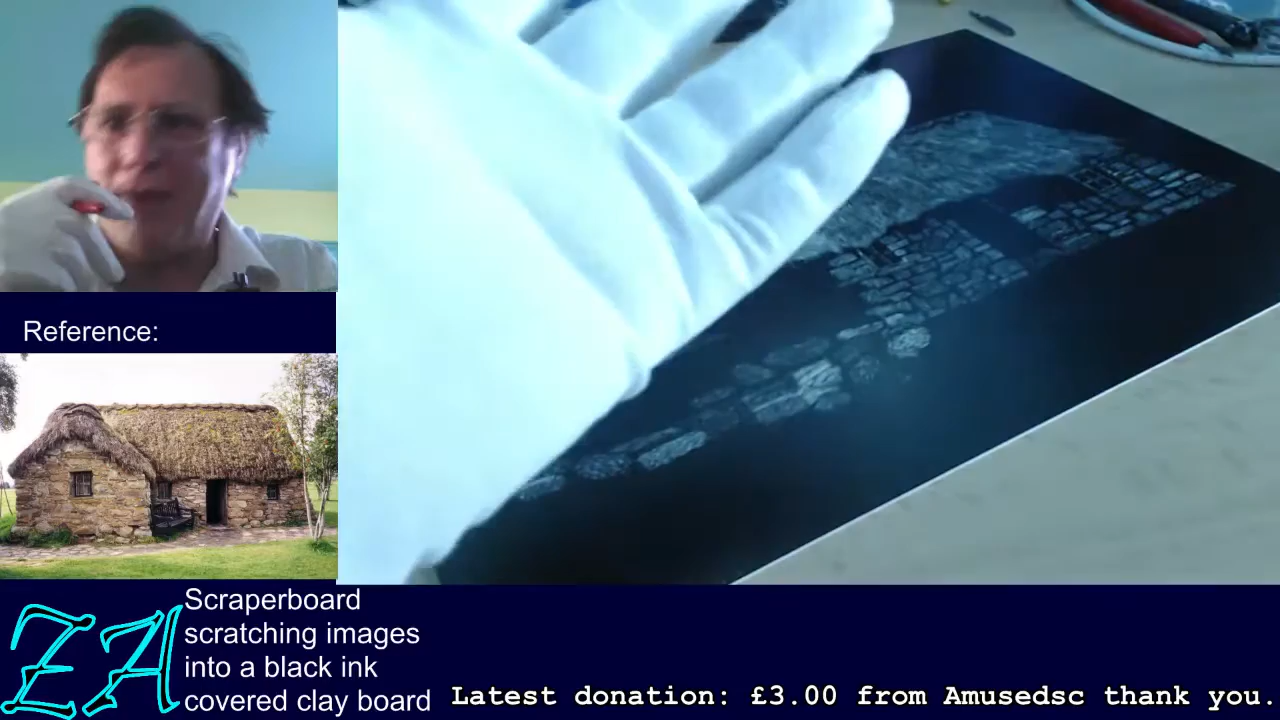 Reference:
ZA
Scraperboard
scratching images
into a black ink
covered clay board
Latest donation: £3.00 from Amusedsc thank you.